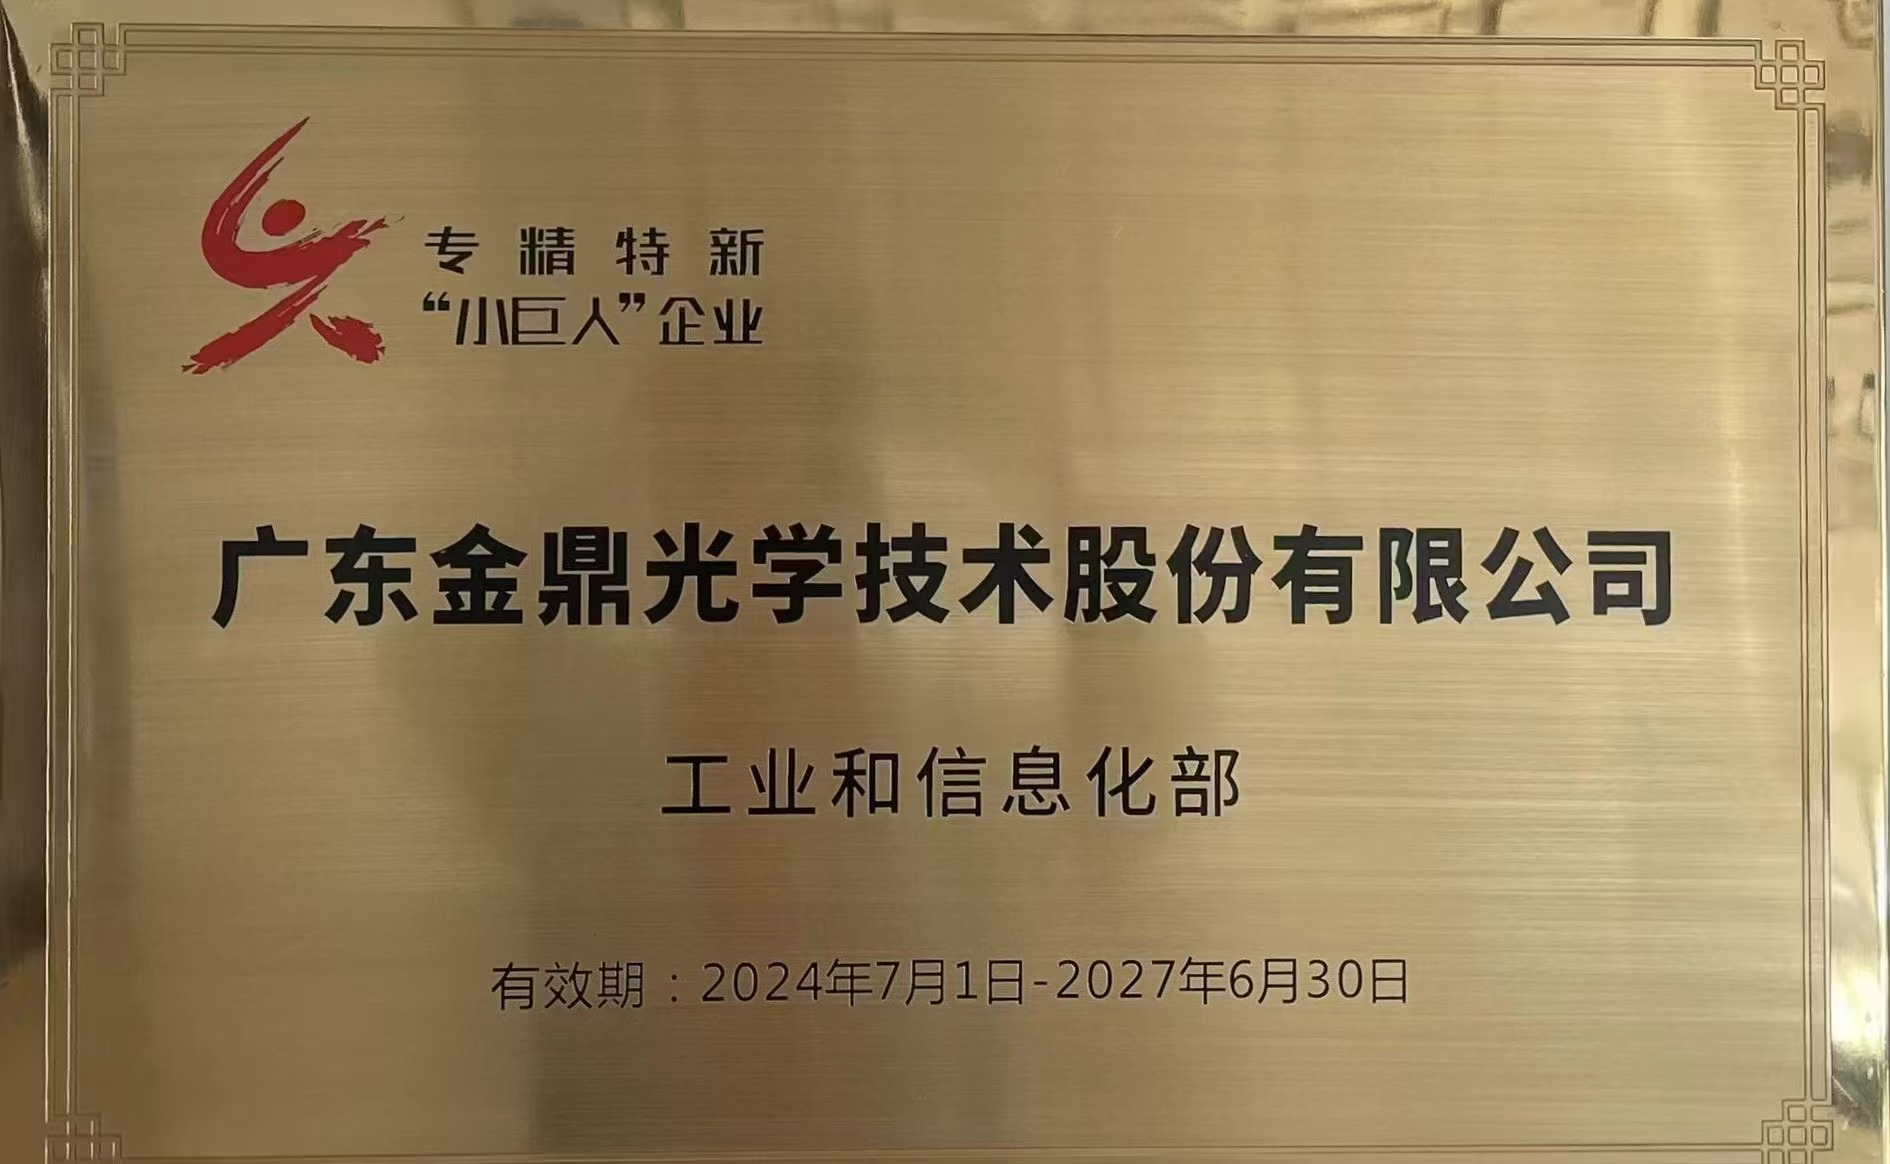 专精特新
“小巨人”企业
广东金鼎光学技术股份有限公司
工业和信息化部
有效期：2024年7月1日-2027年6月30日